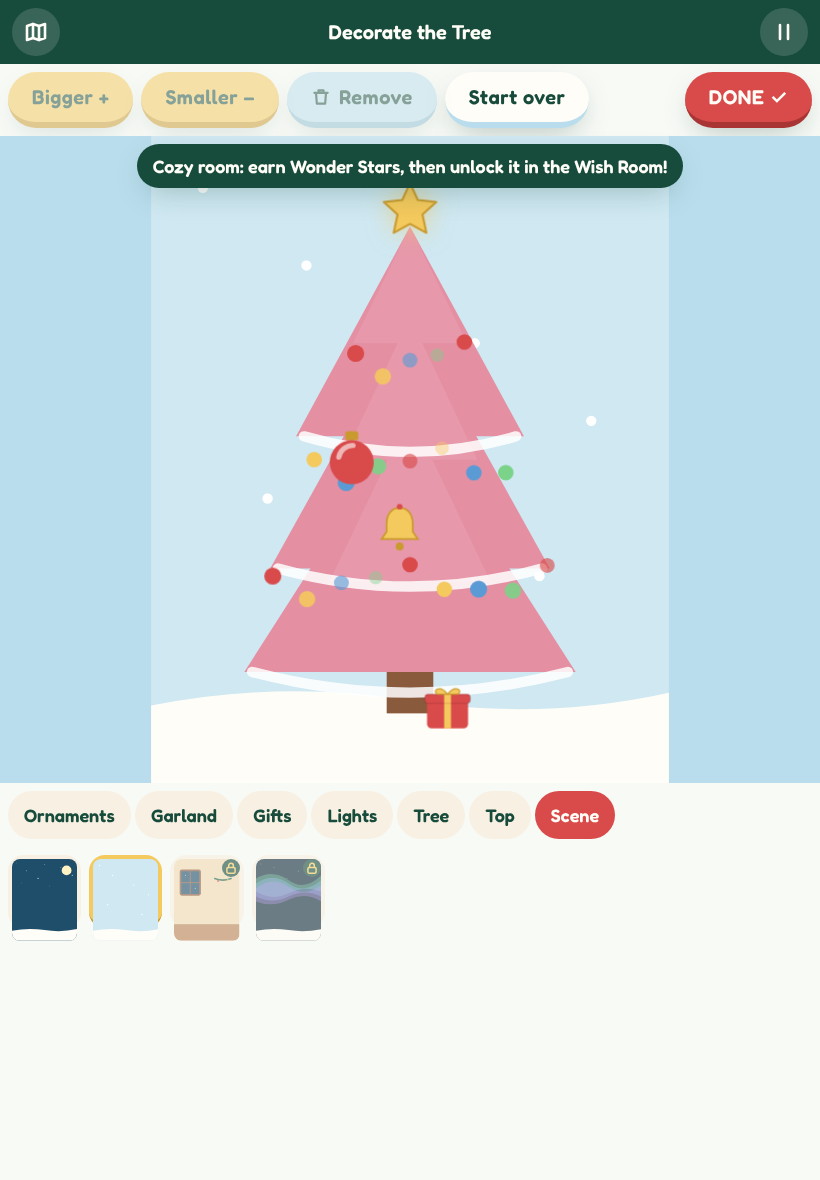 Decorate the Tree
Bigger +
Smaller –
Remove
Start over
DONE
Cozy room: earn Wonder Stars, then unlock it in the Wish Room!
Ornaments
Garland
Gifts
Lights
Tree
Top
Scene